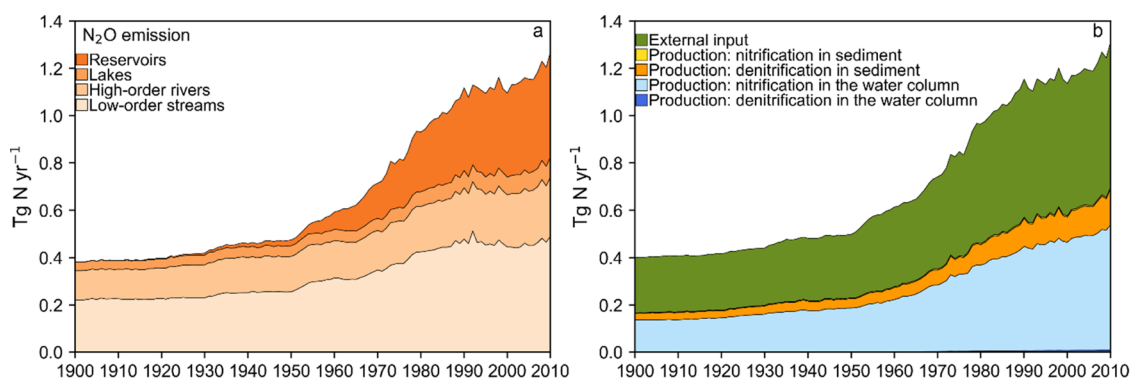 a
N₂O emission
Reservoirs
Lakes
High-order rivers
Low-order streams
Tg N yr⁻¹
1.4
1.2
1.0
0.8
0.6
0.4
0.2
0.0
1900 1910 1920 1930 1940 1950 1960 1970 1980 1990 2000 2010
b
External input
Production: nitrification in sediment
Production: denitrification in sediment
Production: nitrification in the water column
Production: denitrification in the water column
Tg N yr⁻¹
1.4
1.2
1.0
0.8
0.6
0.4
0.2
0.0
1900 1910 1920 1930 1940 1950 1960 1970 1980 1990 2000 2010